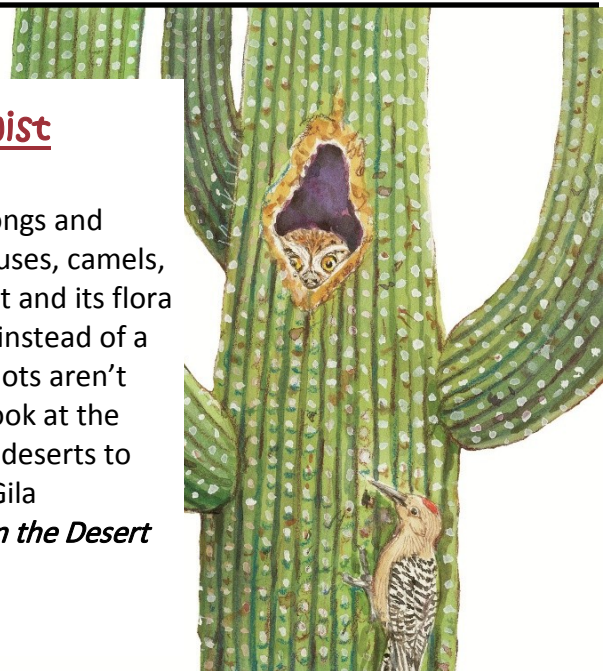 ist
ongs and
uses, camels,
t and its flora
instead of a
ots aren’t
ook at the
deserts to
Gila
n the Desert